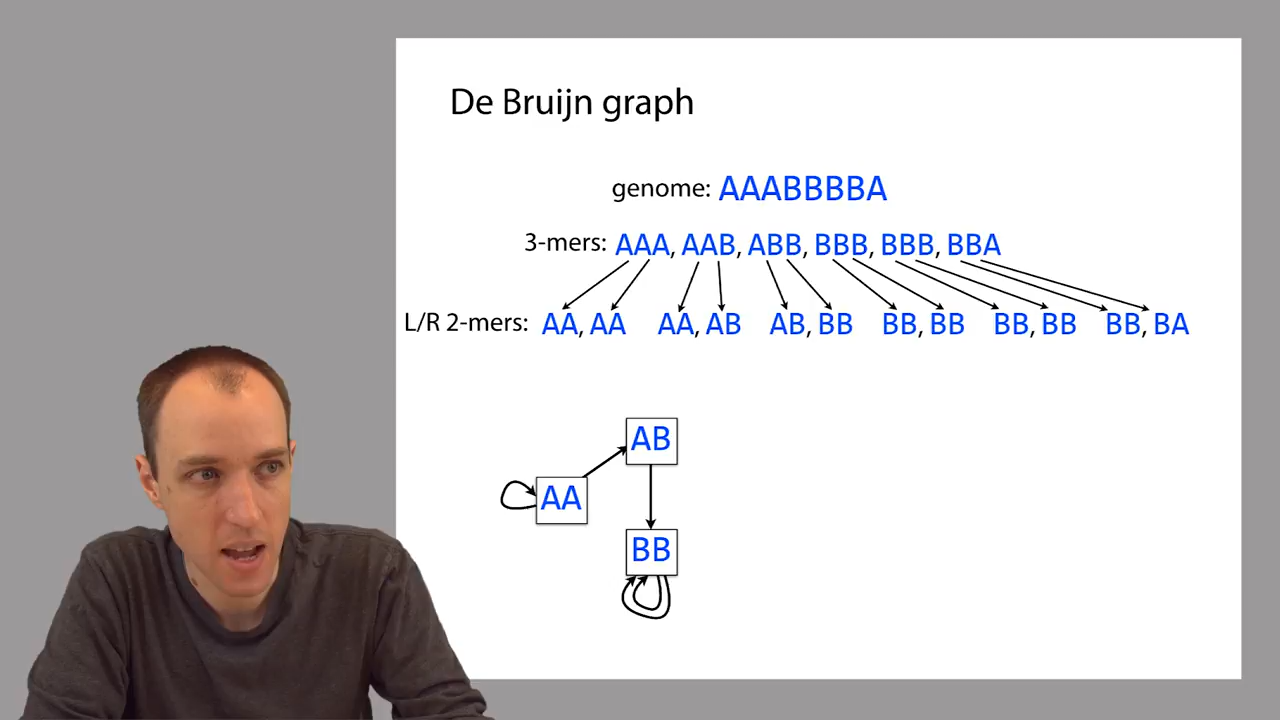 De Bruijn graph
genome: AAABBBBA
3-mers: AAA, AAB, ABB, BBB, BBB, BBA
L/R 2-mers: AA, AA AA, AB AB, BB BB, BB BB, BB BB, BA
AB
AA
BB